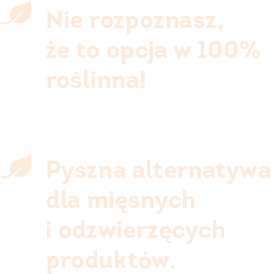 Nie rozpoznasz,
że to opcja w 100%
roślinna!
Pyszna alternatywa
dla mięsnych
i odzwierzęcych
produktów.